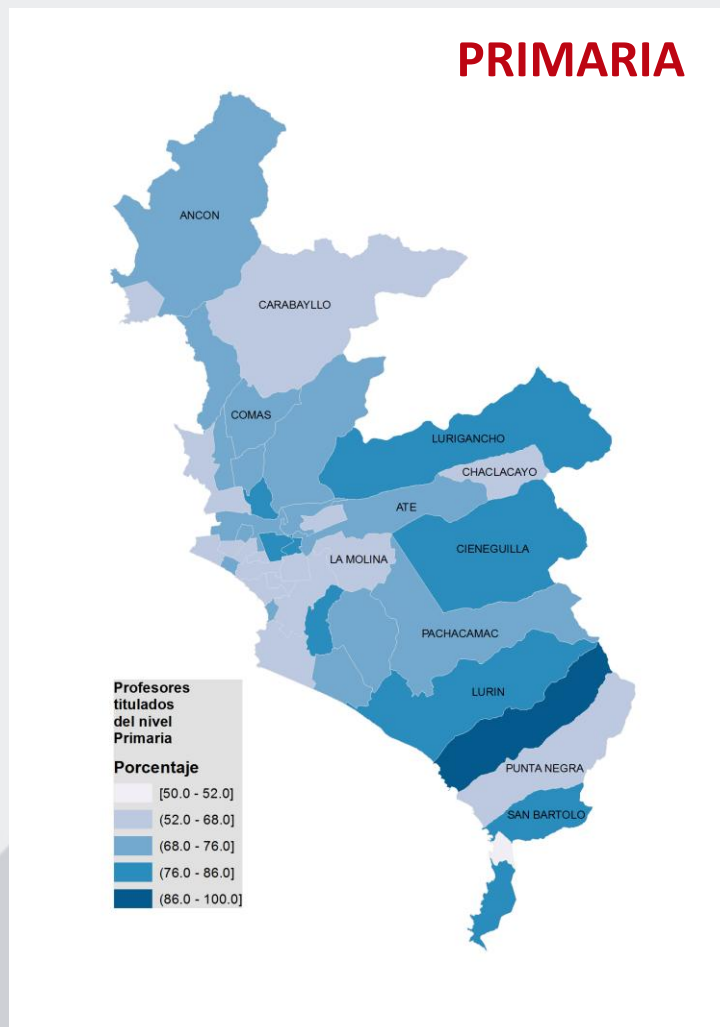 PRIMARIA
ANCON
CARABAYLLO
COMAS
LURIGANCHO
CHACLACAYO
ATE
CIENEGUILLA
LA MOLINA
PACHACAMAC
LURIN
PUNTA NEGRA
SAN BARTOLO
Profesores
titulados
del nivel
Primaria
Porcentaje
[50.0 - 52.0]
(52.0 - 68.0]
(68.0 - 76.0]
(76.0 - 86.0]
(86.0 - 100.0]